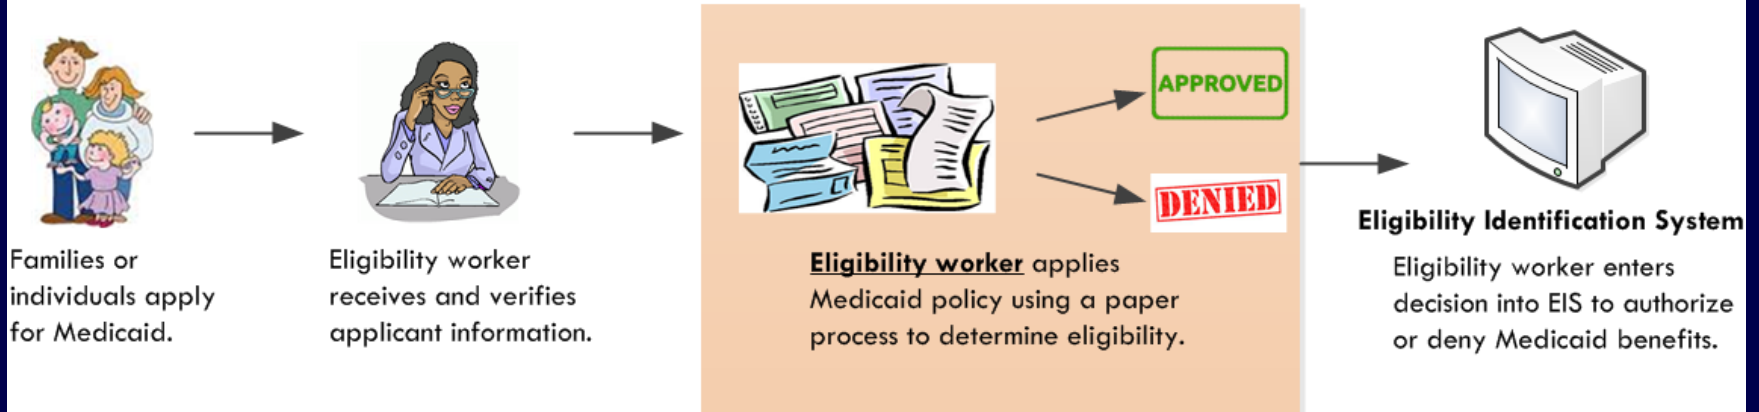 Families or
individuals apply
for Medicaid.
Eligibility worker
receives and verifies
applicant information.
APPROVED
DENIED
Eligibility worker applies
Medicaid policy using a paper
process to determine eligibility.
Eligibility Identification System
Eligibility worker enters
decision into EIS to authorize
or deny Medicaid benefits.